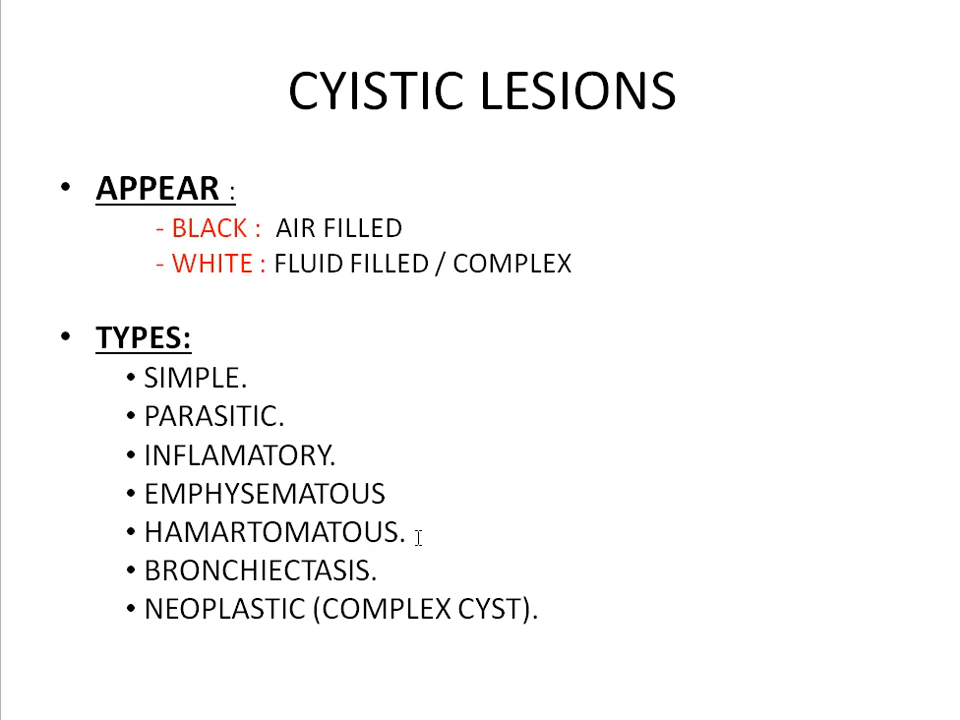 CYISTIC LESIONS
• APPEAR :
- BLACK : AIR FILLED
- WHITE : FLUID FILLED / COMPLEX
• TYPES:
• SIMPLE.
• PARASITIC.
• INFLAMATORY.
• EMPHYSEMATOUS
• HAMARTOMATOUS.
• BRONCHIECTASIS.
• NEOPLASTIC (COMPLEX CYST).